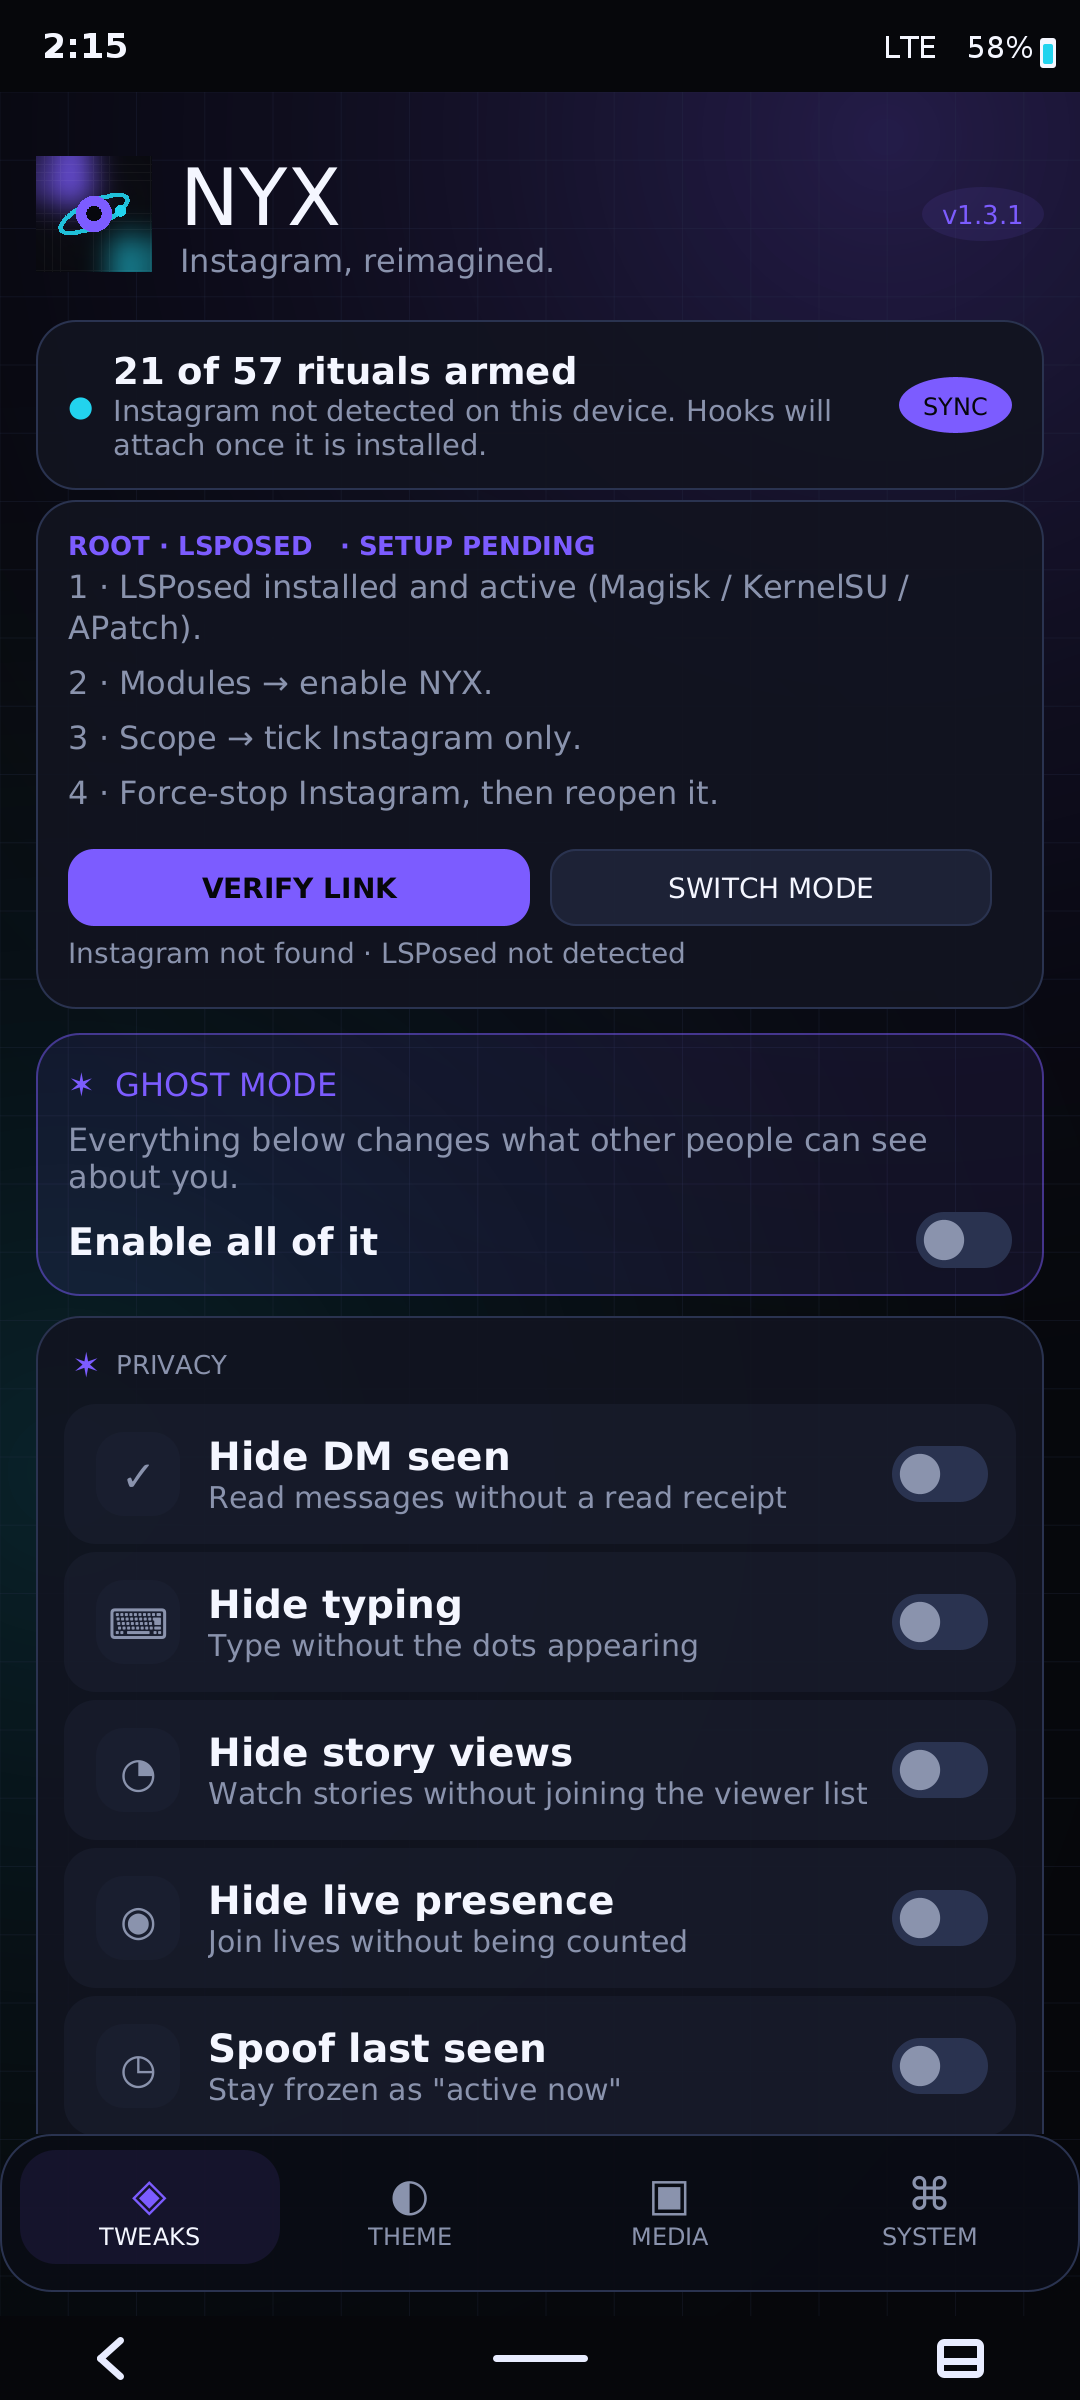 2:15
LTE 58%
NYX
Instagram, reimagined.
v1.3.1
21 of 57 rituals armed
Instagram not detected on this device. Hooks will
attach once it is installed.
SYNC
ROOT · LSPOSED · SETUP PENDING
1 · LSPosed installed and active (Magisk / KernelSU /
APatch).
2 · Modules → enable NYX.
3 · Scope → tick Instagram only.
4 · Force-stop Instagram, then reopen it.
VERIFY LINK
SWITCH MODE
Instagram not found · LSPosed not detected
GHOST MODE
Everything below changes what other people can see
about you.
Enable all of it
PRIVACY
Hide DM seen
Read messages without a read receipt
Hide typing
Type without the dots appearing
Hide story views
Watch stories without joining the viewer list
Hide live presence
Join lives without being counted
Spoof last seen
Stay frozen as "active now"
TWEAKS
THEME
MEDIA
SYSTEM